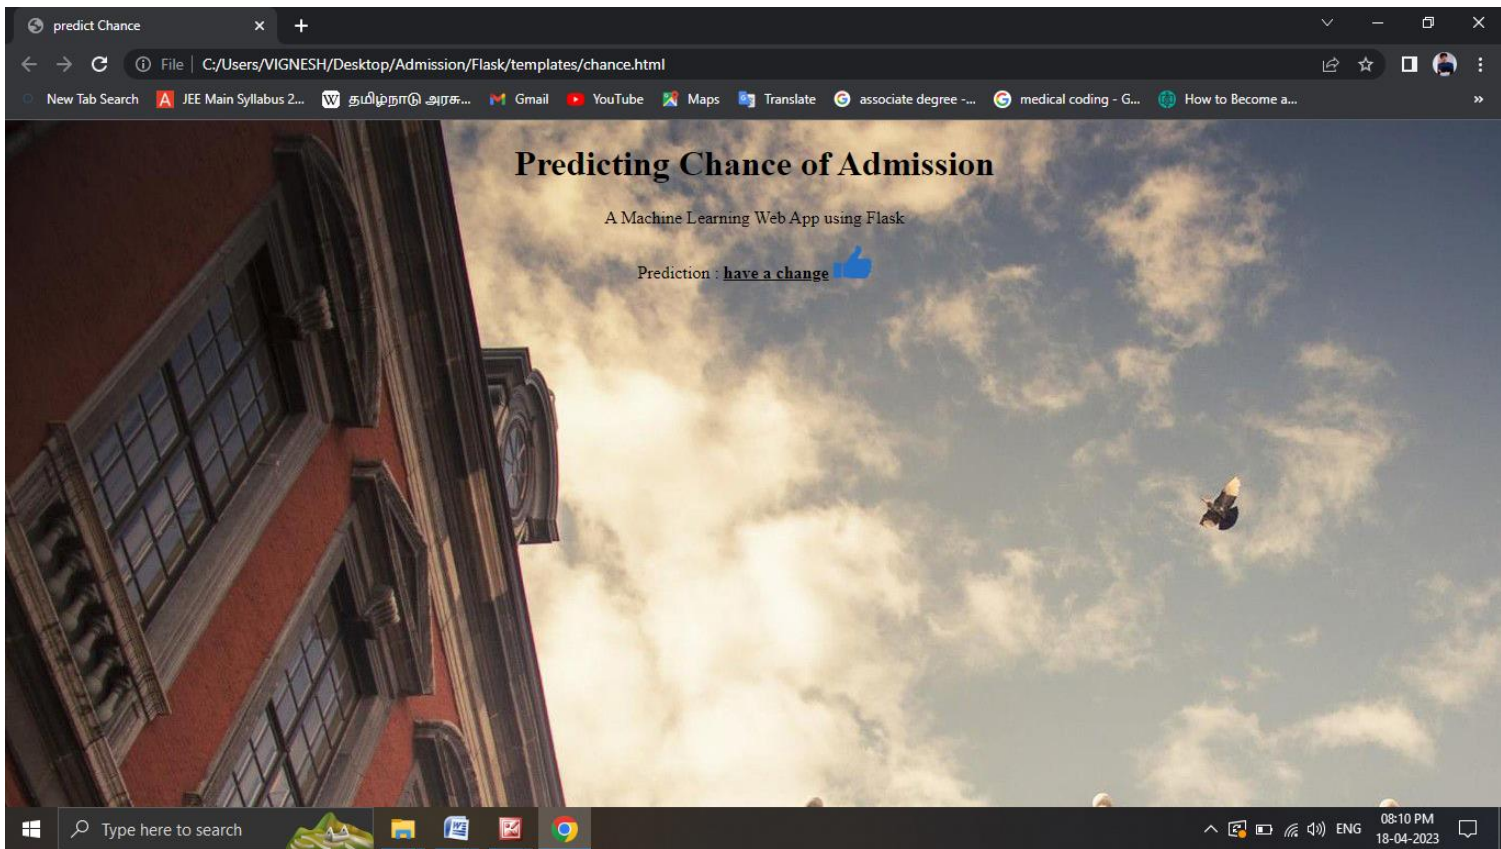 predict Chance
File | C:/Users/VIGNESH/Desktop/Admission/Flask/templates/chance.html
New Tab Search JEE Main Syllabus 2... தமிழ்நாடு அரசு... Gmail YouTube Maps Translate associate degree -... medical coding - G... How to Become a... »
Predicting Chance of Admission
A Machine Learning Web App using Flask
Prediction : have a change
Type here to search
ENG
08:10 PM
18-04-2023